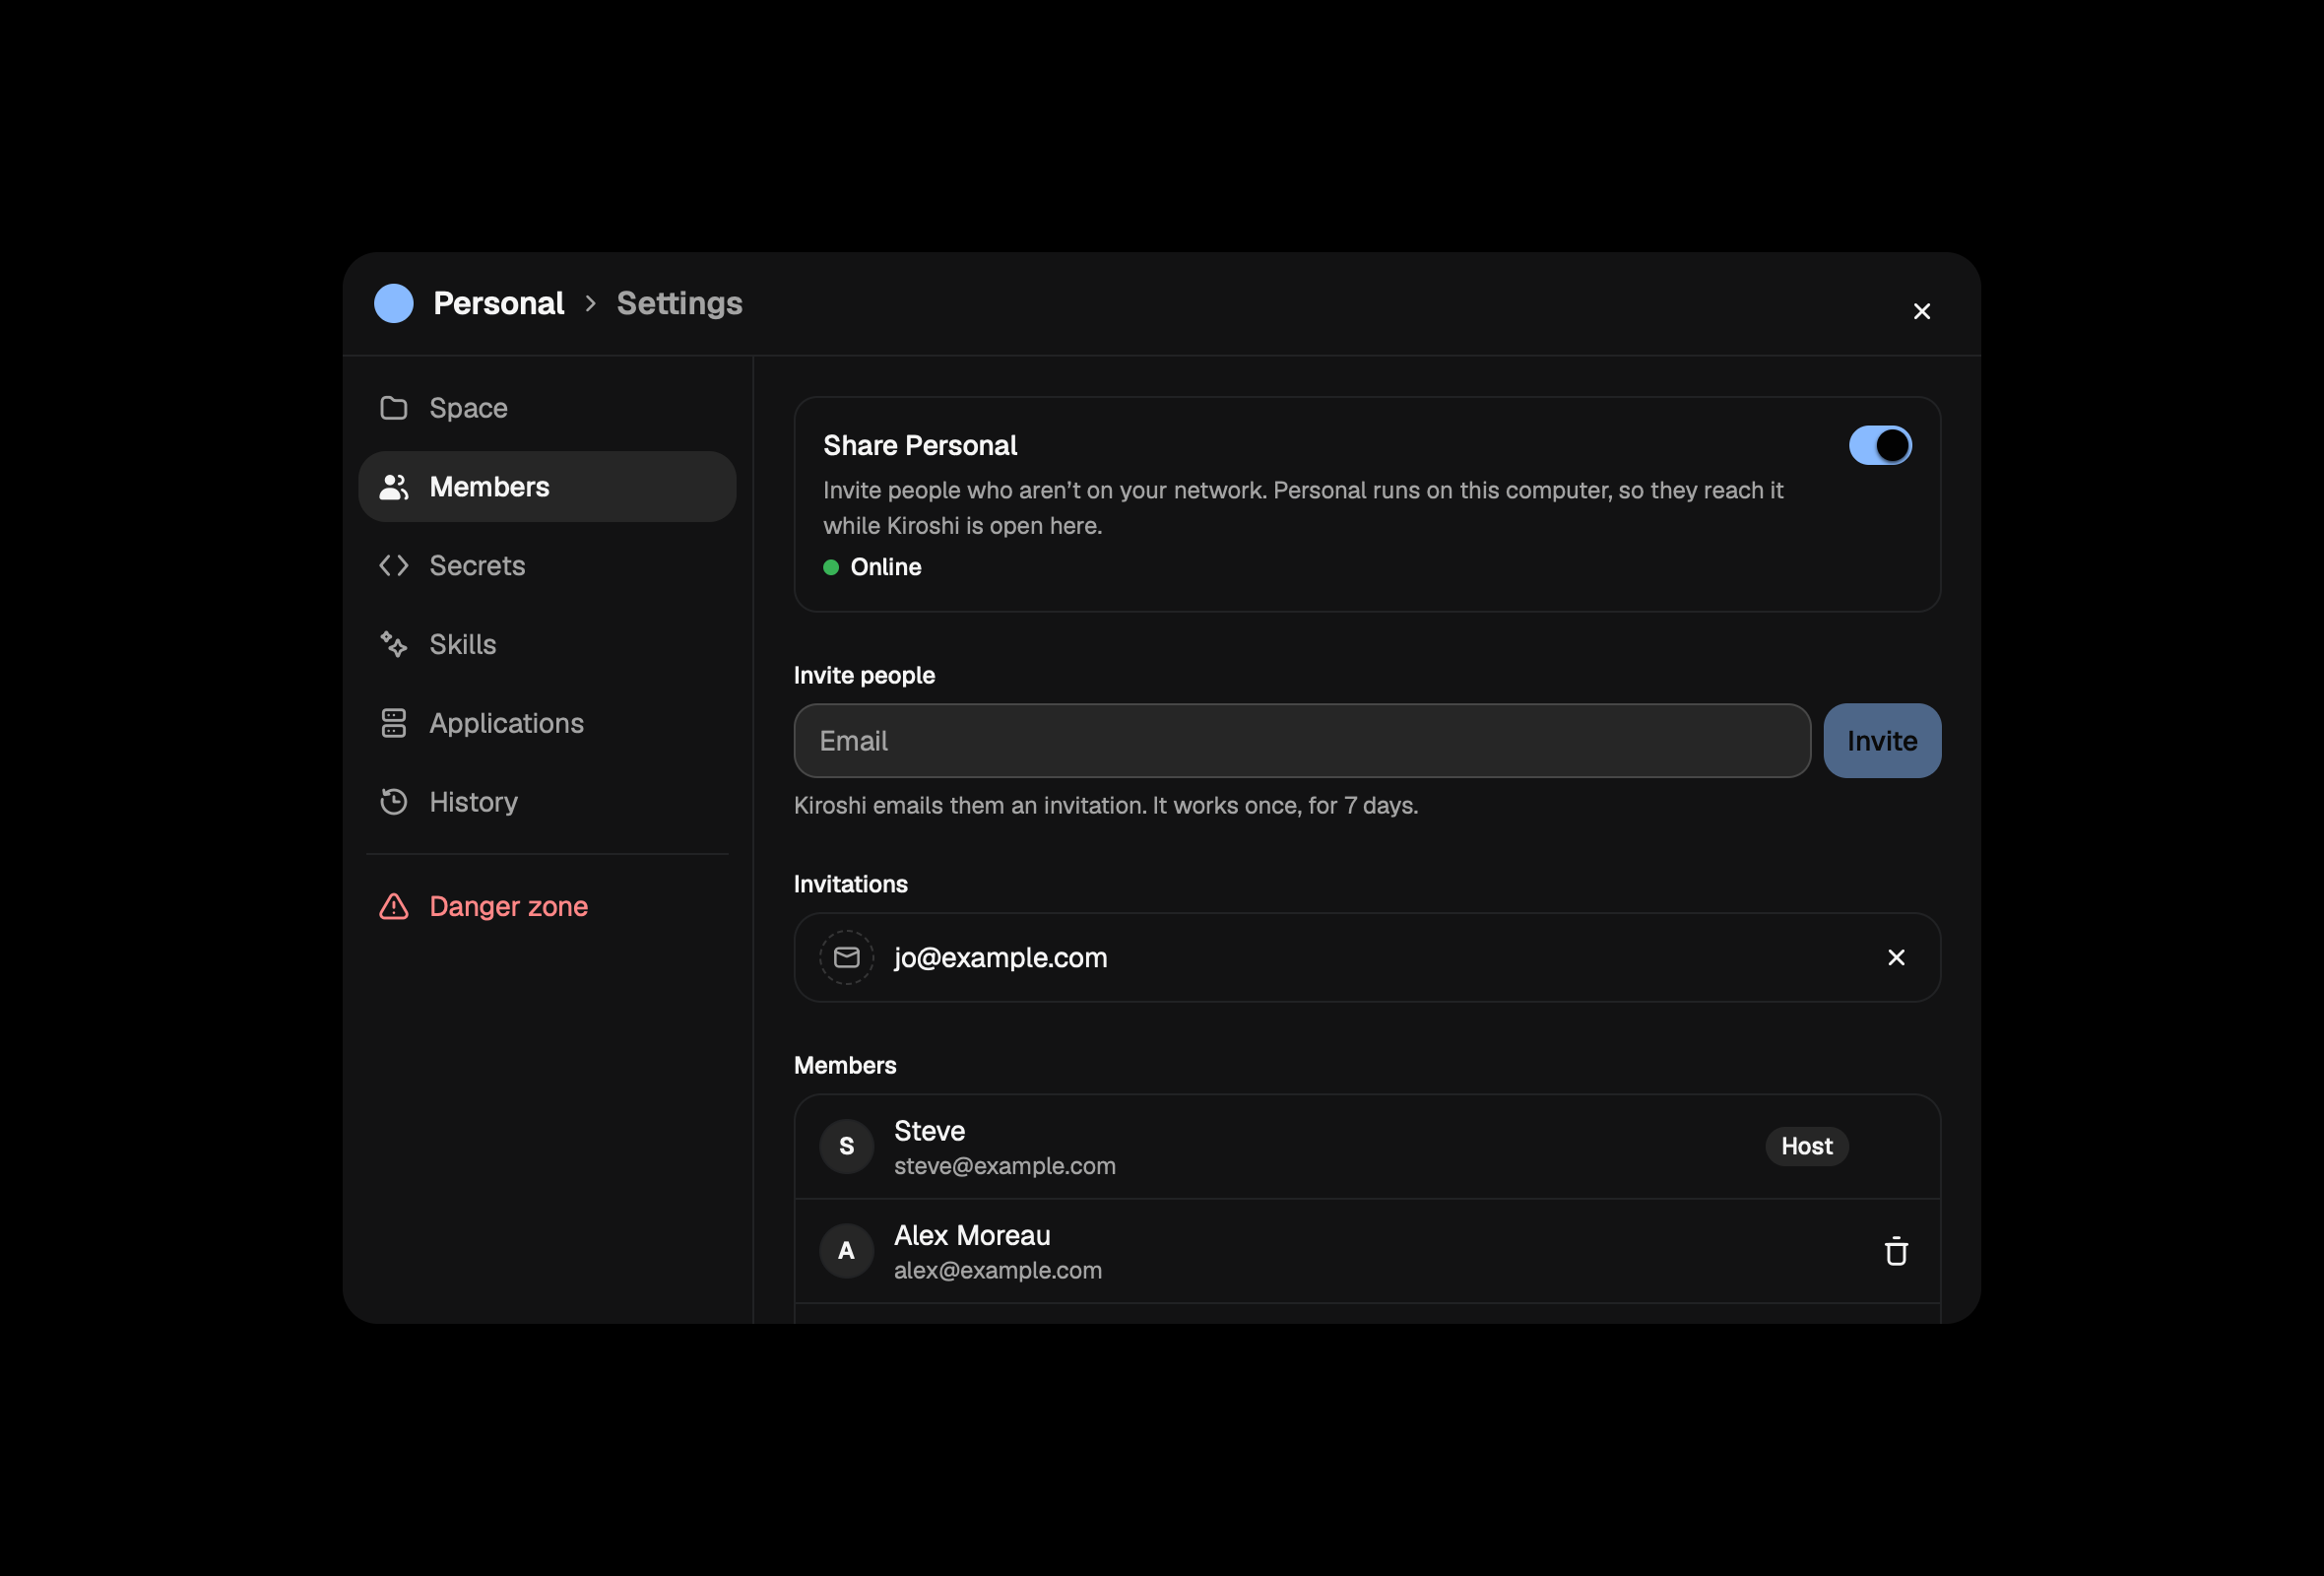 Personal > Settings
Space
Members
Secrets
Skills
Applications
History
Danger zone
Share Personal
Invite people who aren’t on your network. Personal runs on this computer, so they reach it
while Kiroshi is open here.
Online
Invite people
Email
Invite
Kiroshi emails them an invitation. It works once, for 7 days.
Invitations
jo@example.com
Members
S
Steve
steve@example.com
Host
A
Alex Moreau
alex@example.com